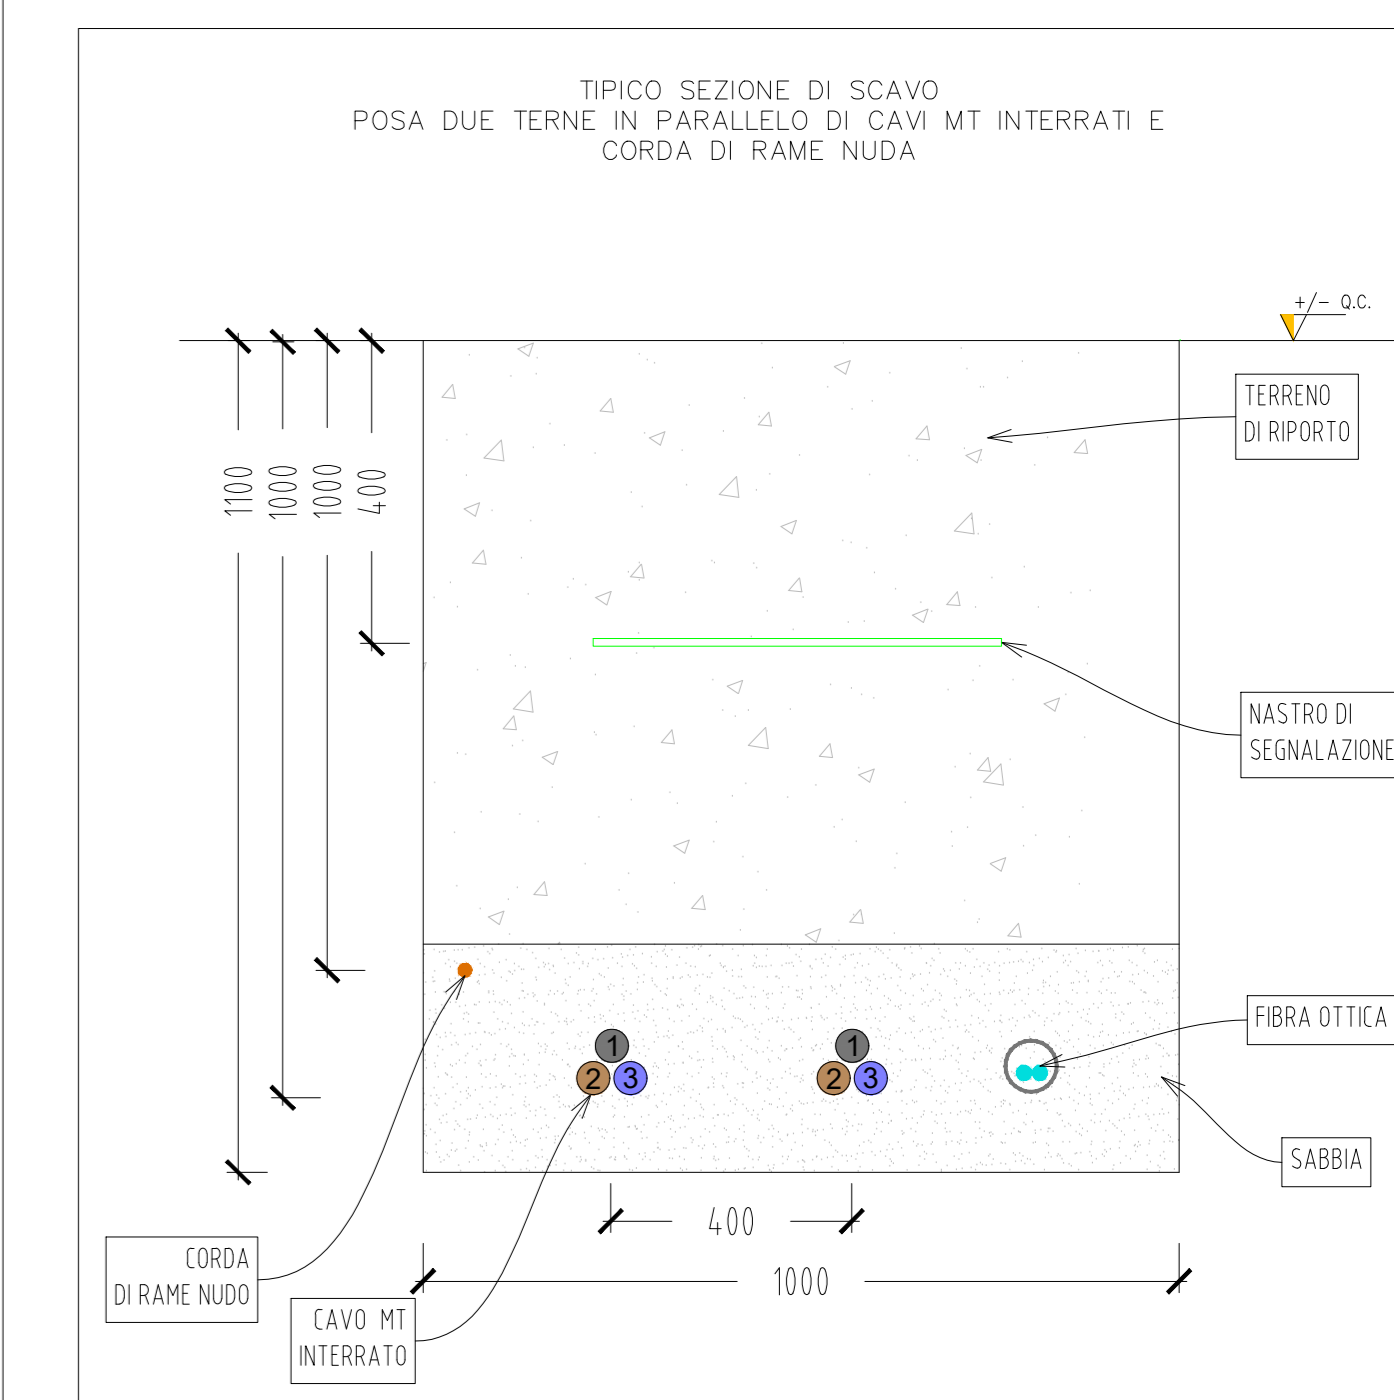 TIPICO SEZIONE DI SCAVO
POSA DUE TERNE IN PARALLELO DI CAVI MT INTERRATI E
CORDA DI RAME NUDA
+/- Q.C.
TERRENO
DI RIPORTO
1100
1000
1000
400
NASTRO DI
SEGNALAZIONE
FIBRA OTTICA
1
2
3
1
2
3
SABBIA
400
1000
CORDA
DI RAME NUDO
CAVO MT
INTERRATO